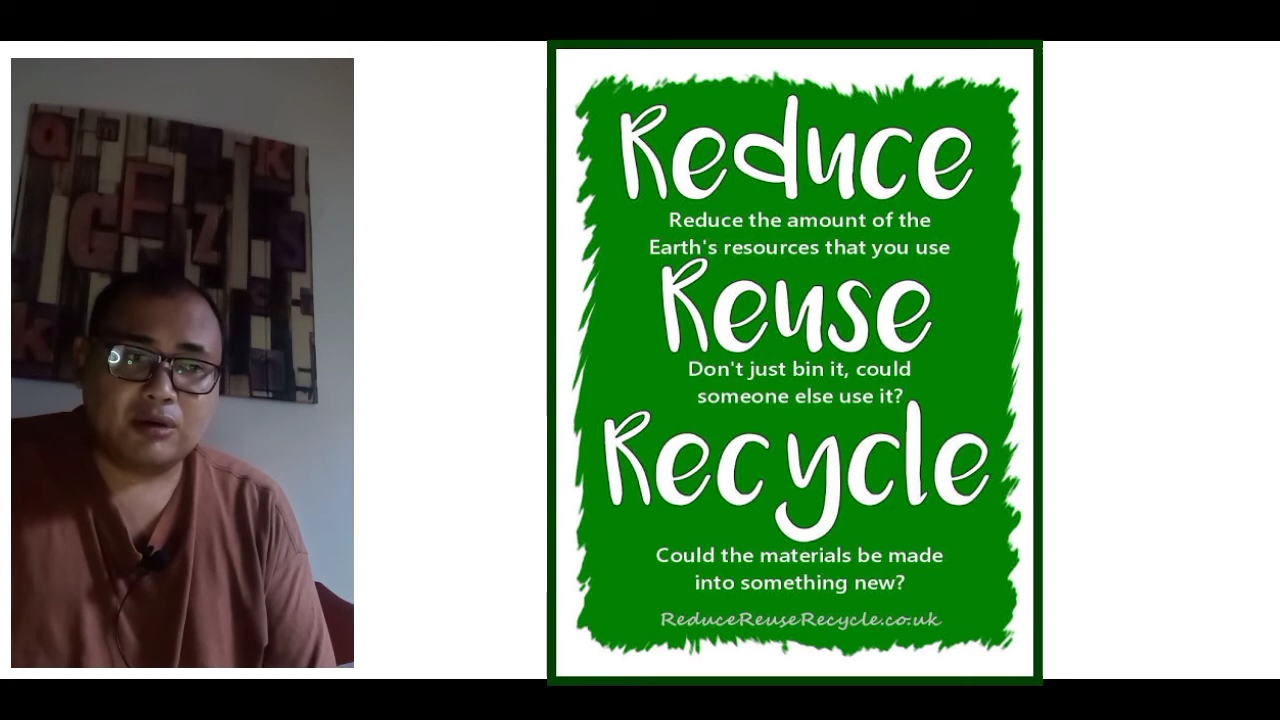 Q
K
F
G
Z
S
k
Reduce
Reduce the amount of the
Earth's resources that you use
Reuse
Don't just bin it, could
someone else use it?
Recycle
Could the materials be made
into something new?
ReduceReuseRecycle.co.uk